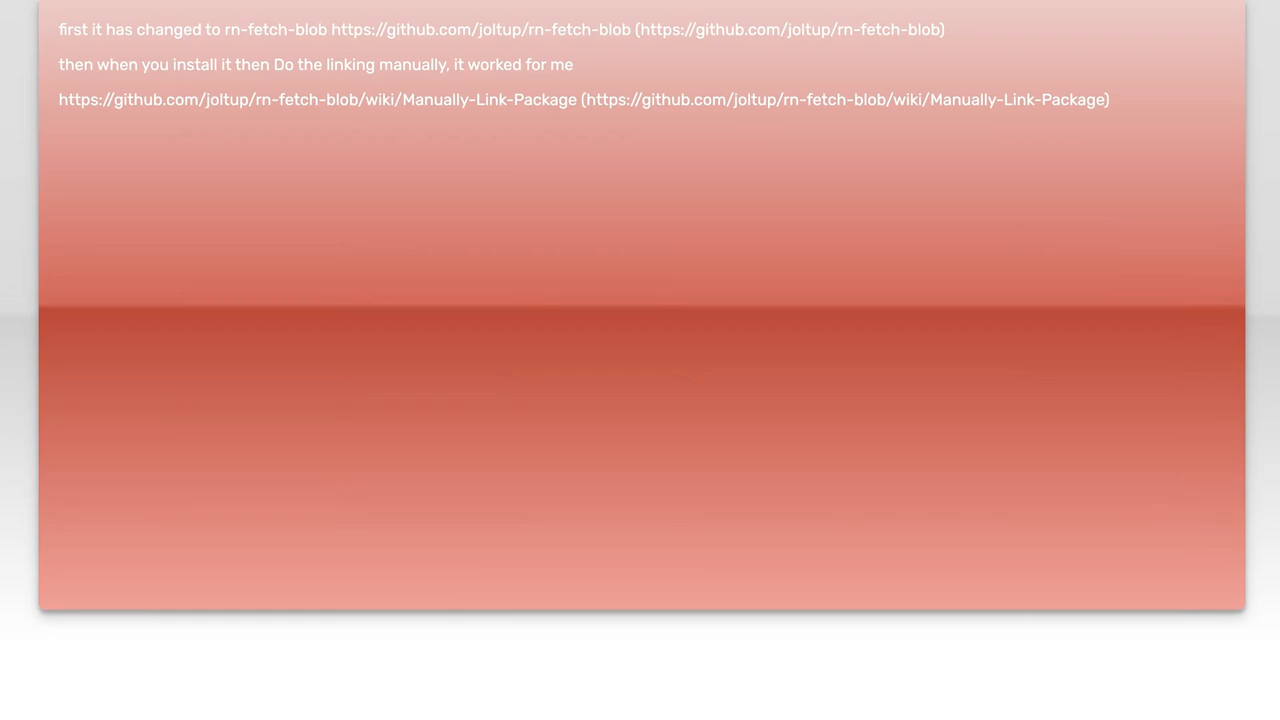 first it has changed to rn-fetch-blob https://github.com/joltup/rn-fetch-blob (https://github.com/joltup/rn-fetch-blob)
then when you install it then Do the linking manually, it worked for me
https://github.com/joltup/rn-fetch-blob/wiki/Manually-Link-Package (https://github.com/joltup/rn-fetch-blob/wiki/Manually-Link-Package)